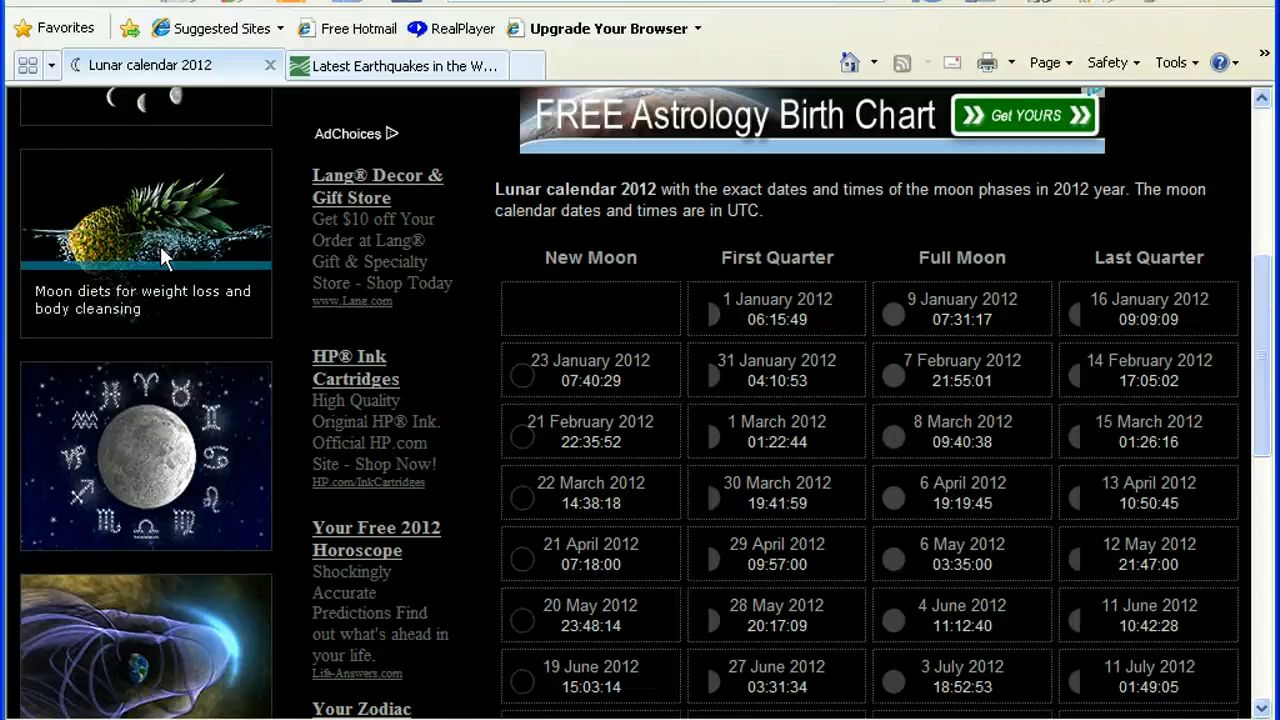 Favorites
Suggested Sites
Free Hotmail
RealPlayer
Upgrade Your Browser
Lunar calendar 2012
Latest Earthquakes in the W...
Page
Safety
Tools
Moon diets for weight loss and
body cleansing
AdChoices
Lang® Decor &
Gift Store
Get $10 off Your
Order at Lang®
Gift & Specialty
Store - Shop Today
www.Lang.com
HP® Ink
Cartridges
High Quality
Original HP® Ink.
Official HP.com
Site - Shop Now!
HP.com/InkCartridges
Your Free 2012
Horoscope
Shockingly
Accurate
Predictions Find
out what's ahead in
your life.
Life-Answers.com
Your Zodiac
FREE Astrology Birth Chart
Get YOURS
Lunar calendar 2012 with the exact dates and times of the moon phases in 2012 year. The moon
calendar dates and times are in UTC.
New Moon First Quarter Full Moon Last Quarter
1 January 2012 9 January 2012 16 January 2012
06:15:49 07:31:17 09:09:09
23 January 2012 31 January 2012 7 February 2012 14 February 2012
07:40:29 04:10:53 21:55:01 17:05:02
21 February 2012 1 March 2012 8 March 2012 15 March 2012
22:35:52 01:22:44 09:40:38 01:26:16
22 March 2012 30 March 2012 6 April 2012 13 April 2012
14:38:18 19:41:59 19:19:45 10:50:45
21 April 2012 29 April 2012 6 May 2012 12 May 2012
07:18:00 09:57:00 03:35:00 21:47:00
20 May 2012 28 May 2012 4 June 2012 11 June 2012
23:48:14 20:17:09 11:12:40 10:42:28
19 June 2012 27 June 2012 3 July 2012 11 July 2012
15:03:14 03:31:34 18:52:53 01:49:05